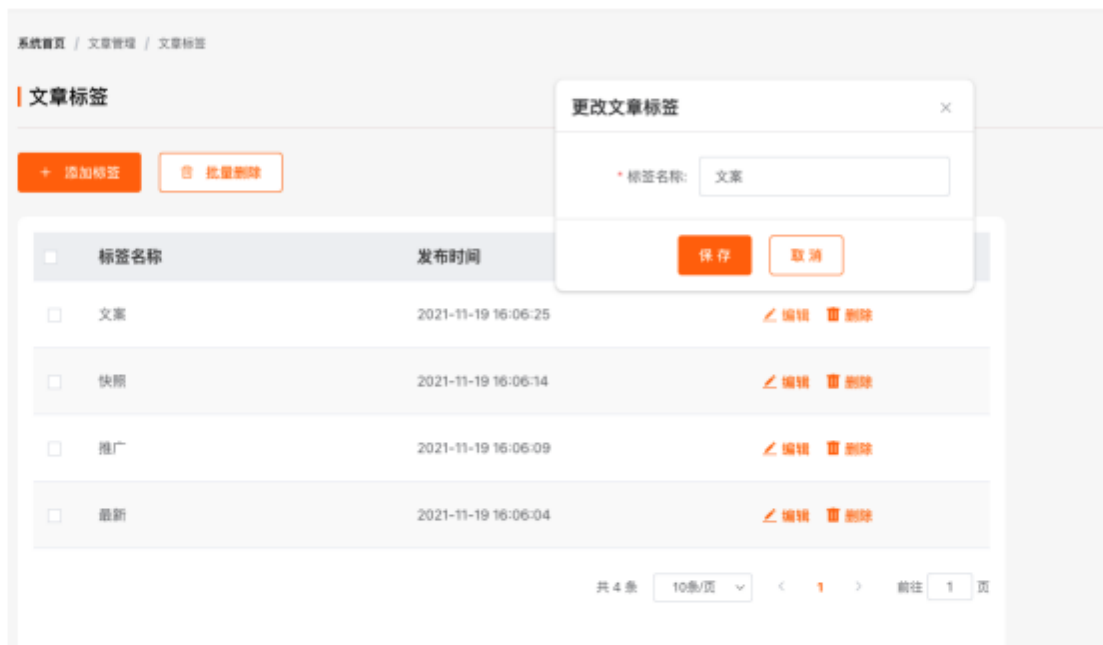 系统首页 / 文章管理 / 文章标签
文章标签
+ 添加标签 批量删除
更改文章标签 ×
* 标签名称: 文案
保存 取消
标签名称 发布时间
文案 2021-11-19 16:06:25 编辑 删除
快照 2021-11-19 16:06:14 编辑 删除
推广 2021-11-19 16:06:09 编辑 删除
最新 2021-11-19 16:06:04 编辑 删除
共 4 条 10条/页 < 1 > 前往 1 页